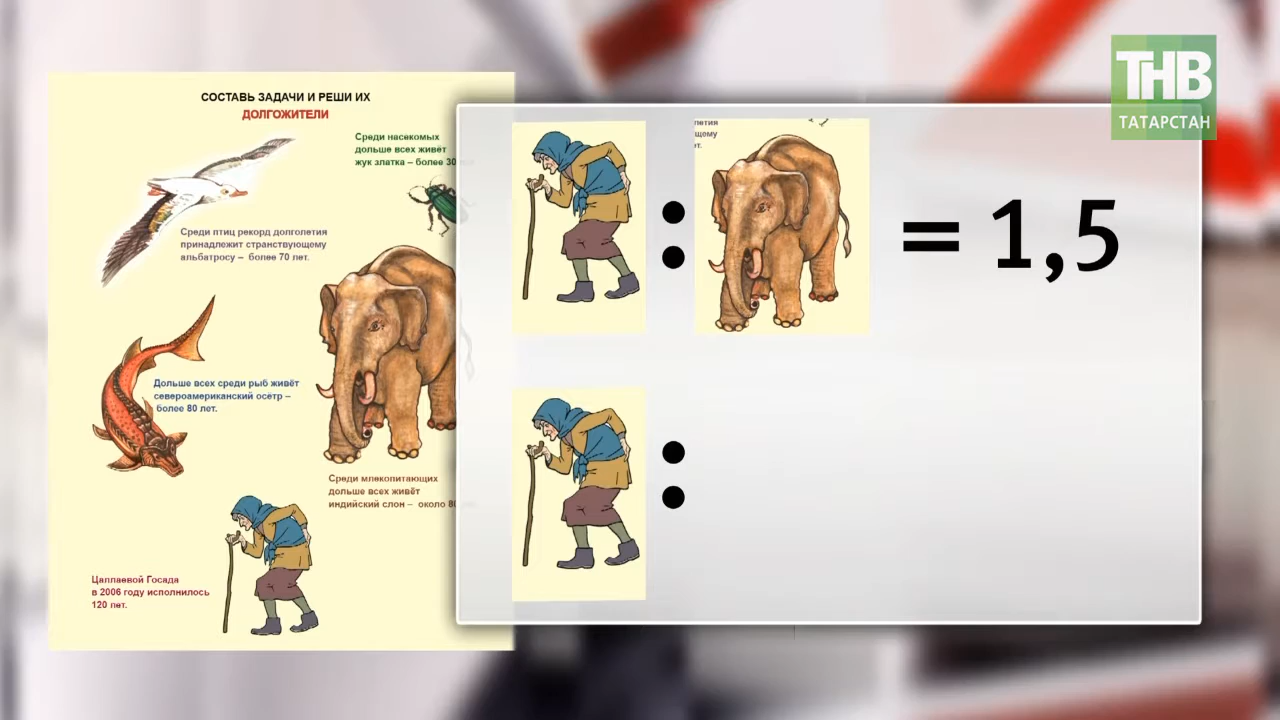 СОСТАВЬ ЗАДАЧИ И РЕШИ ИХ
ДОЛГОЖИТЕЛИ
Среди насекомых
дольше всех живёт
жук златка – более 30
Среди птиц рекорд долголетия
принадлежит странствующему
альбатросу – более 70 лет.
Дольше всех среди рыб живёт
североамериканский осётр –
более 80 лет.
Среди млекопитающих
дольше всех живёт
индийский слон – около 80
Цаллаевой Госада
в 2006 году исполнилось
120 лет.
: = 1,5
:
ТНВ
ТАТАРСТАН